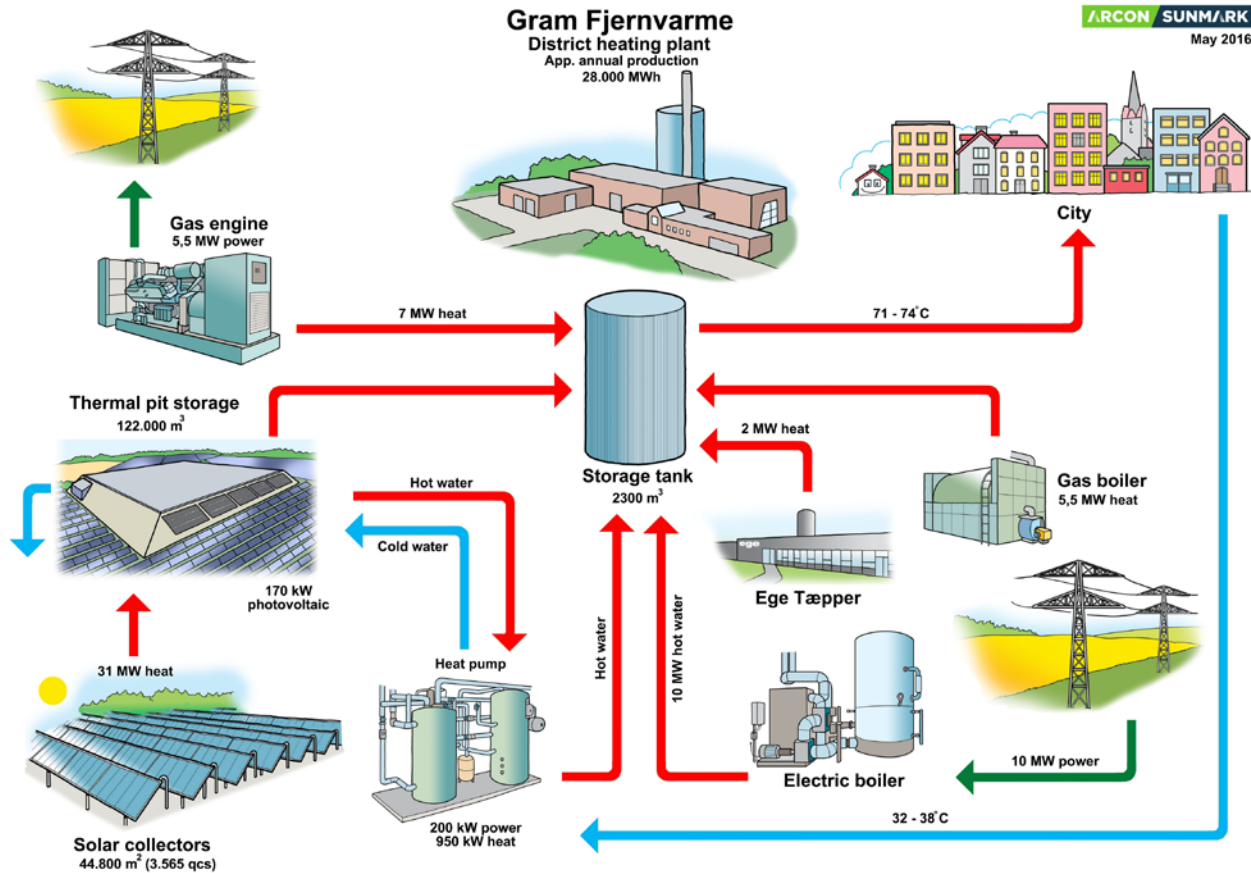 Gram Fjernvarme
District heating plant
App. annual production
28.000 MWh
ARCON SUNMARK
May 2016
City
Gas engine
5,5 MW power
7 MW heat
71 - 74°C
Thermal pit storage
122.000 m³
2 MW heat
Storage tank
2300 m³
Gas boiler
5,5 MW heat
Hot water
Cold water
ege
Ege Tæpper
170 kW
photovoltaic
31 MW heat
Heat pump
Hot water
10 MW hot water
10 MW power
Electric boiler
200 kW power
950 kW heat
32 - 38°C
Solar collectors
44.800 m² (3.565 qcs)